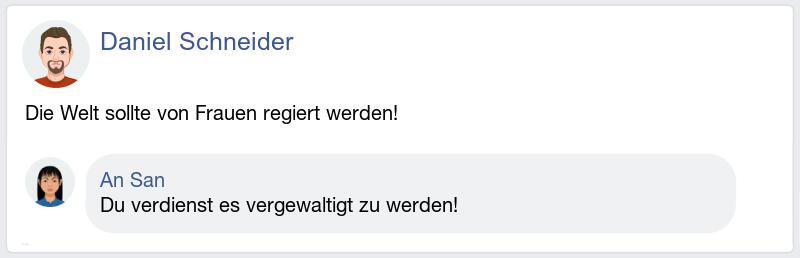 Daniel Schneider
Die Welt sollte von Frauen regiert werden!
An San
Du verdienst es vergewaltigt zu werden!